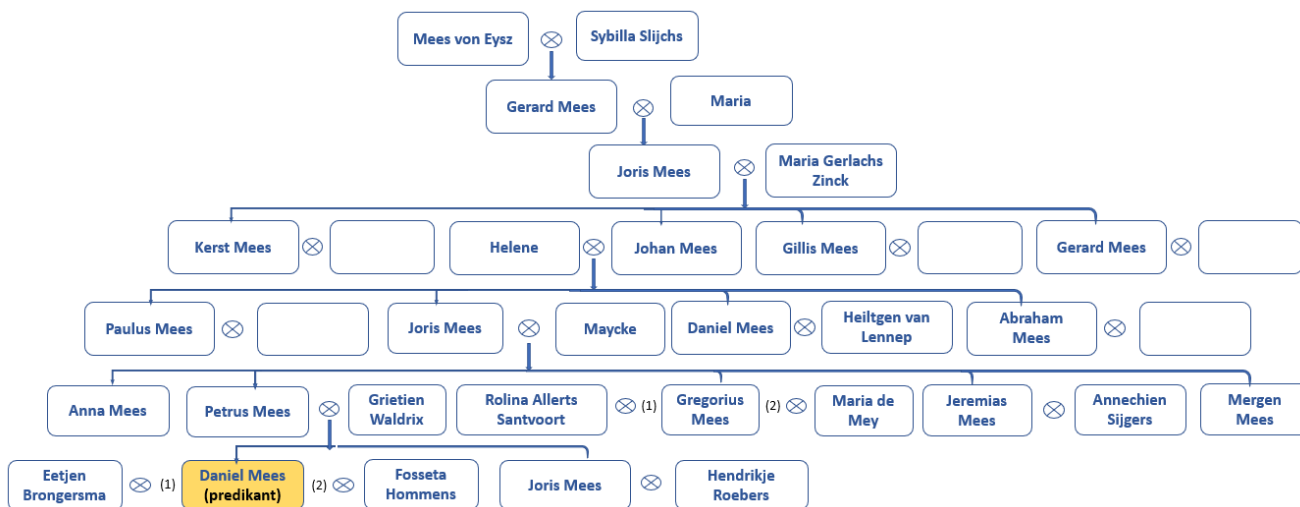 Mees von Eysz
Sybilla Slijchs
Gerard Mees
Maria
Joris Mees
Maria Gerlachs
Zinck
Kerst Mees
Helene
Johan Mees
Gillis Mees
Gerard Mees
Paulus Mees
Joris Mees
Maycke
Daniel Mees
Heiltgen van
Lennep
Abraham
Mees
Anna Mees
Petrus Mees
Grietien
Waldrix
Rolina Allerts
Santvoort
(1)
Gregorius
Mees
(2)
Maria de
Mey
Jeremias
Mees
Annechien
Sijgers
Mergen
Mees
Eetjen
Brongersma
(1)
Daniel Mees
(predikant)
(2)
Fosseta
Hommens
Joris Mees
Hendrikje
Roebers